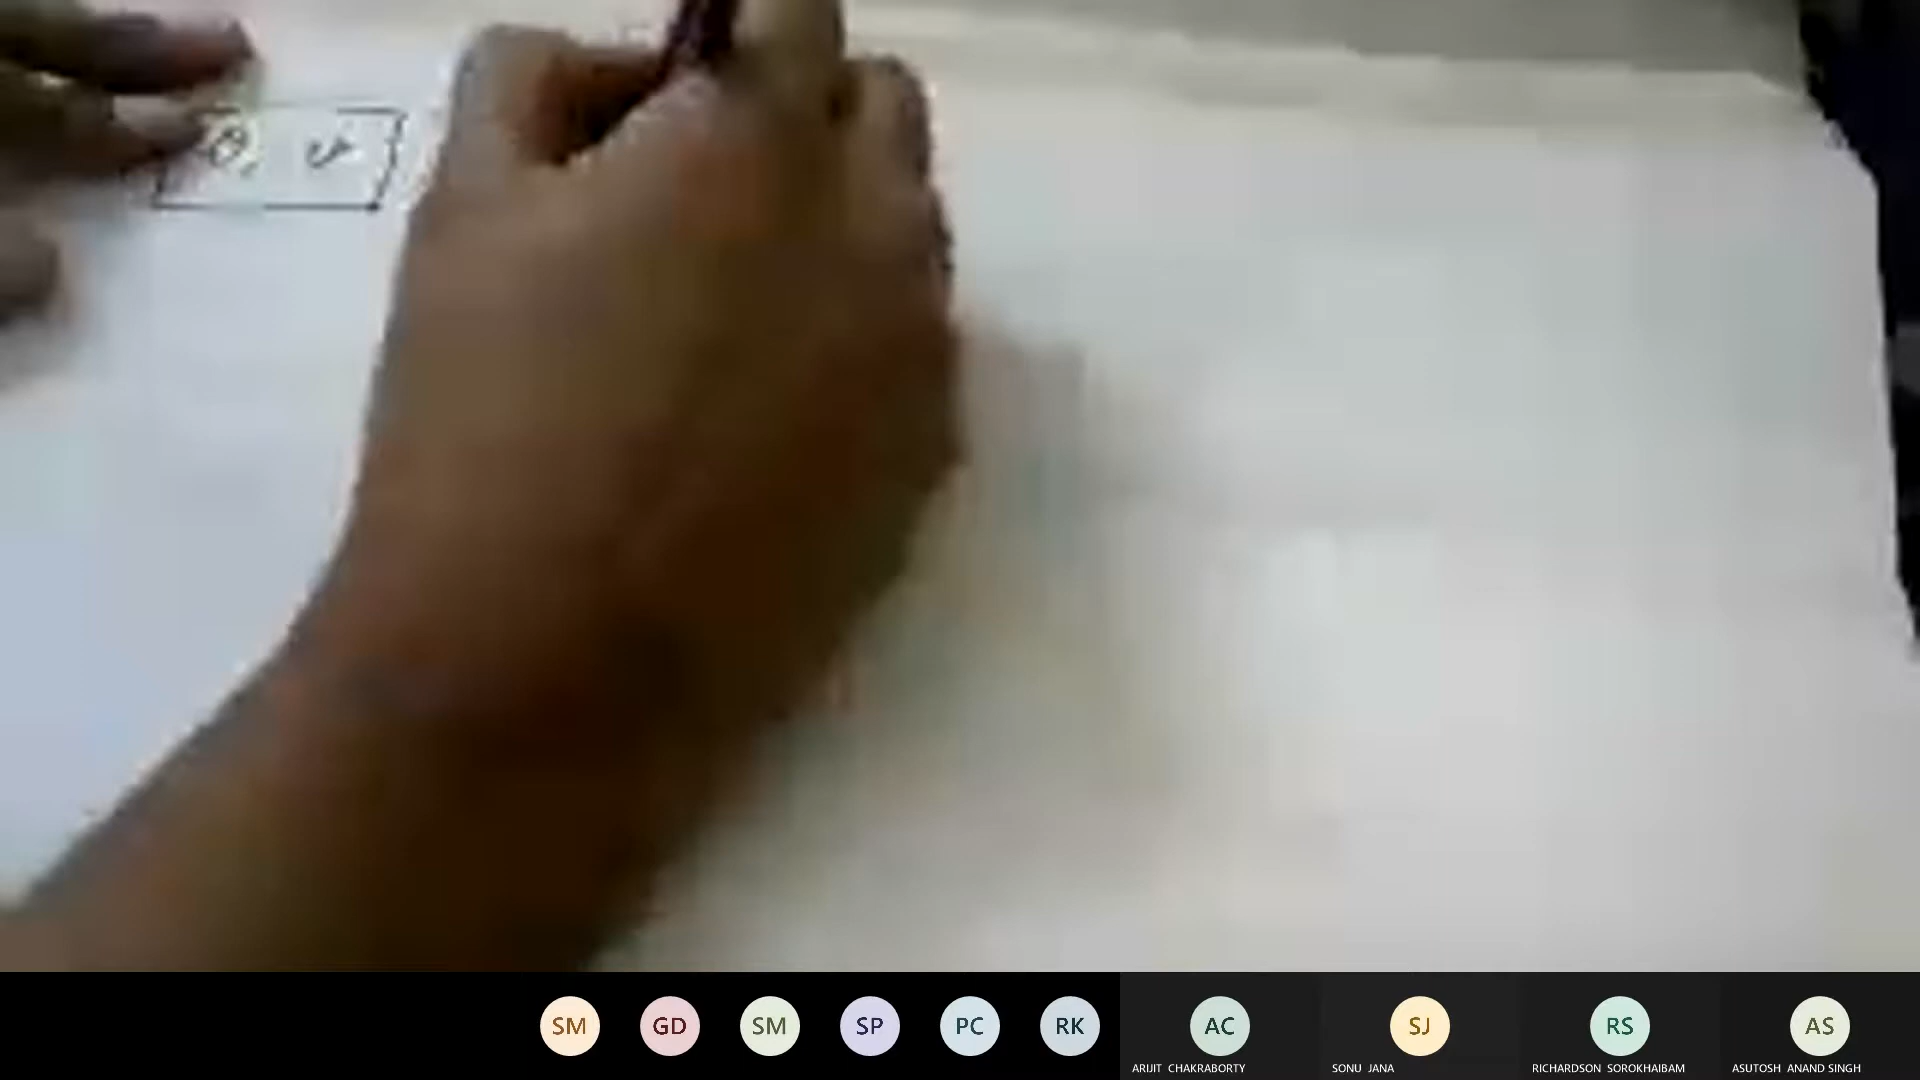 θ, v
SM GD SM SP PC RK AC SJ RS AS
ARIJIT CHAKRABORTY SONU JANA RICHARDSON SOROKHAIBAM ASUTOSH ANAND SINGH